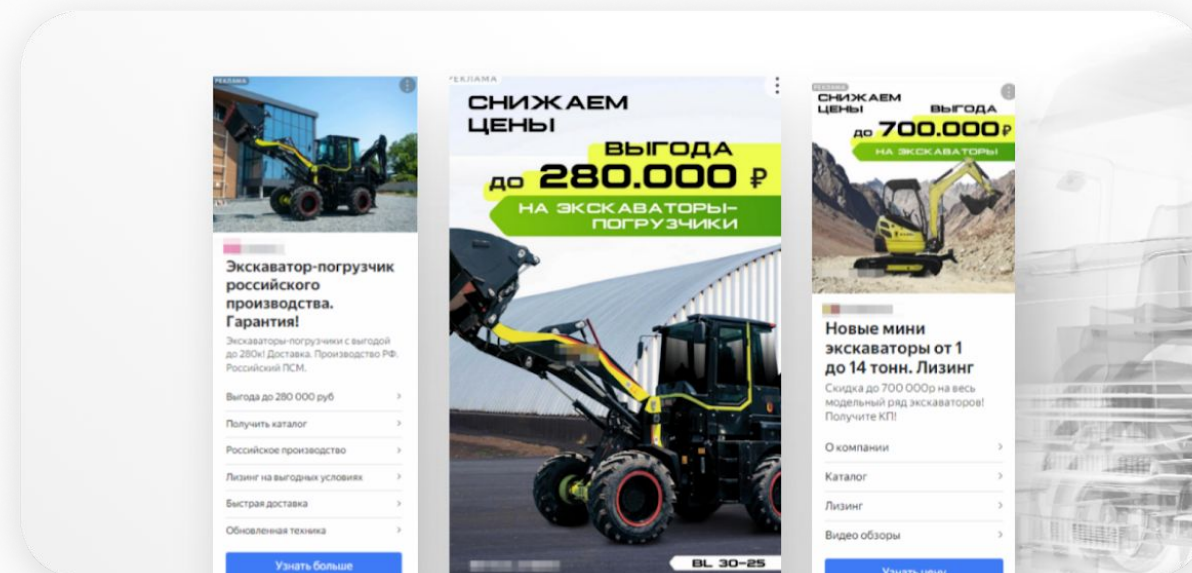 РЕКЛАМА
Экскаватор-погрузчик
российского
производства.
Гарантия!
Экскаваторы-погрузчики с выгодой
до 280к! Доставка. Производство РФ.
Российский ПСМ.
Выгода до 280 000 руб
Получить каталог
Российское производство
Лизинг на выгодных условиях
Быстрая доставка
Обновленная техника
Узнать больше
РЕКЛАМА
СНИЖАЕМ
ЦЕНЫ
ВЫГОДА
до 280.000 ₽
НА ЭКСКАВАТОРЫ-
ПОГРУЗЧИКИ
BL 30-25
РЕКЛАМА
СНИЖАЕМ
ЦЕНЫ
ВЫГОДА
до 700.000 ₽
НА ЭКСКАВАТОРЫ
Новые мини
экскаваторы от 1
до 14 тонн. Лизинг
Скидка до 700 000р на весь
модельный ряд экскаваторов!
Получите КП!
О компании
Каталог
Лизинг
Видео обзоры
Узнать цену